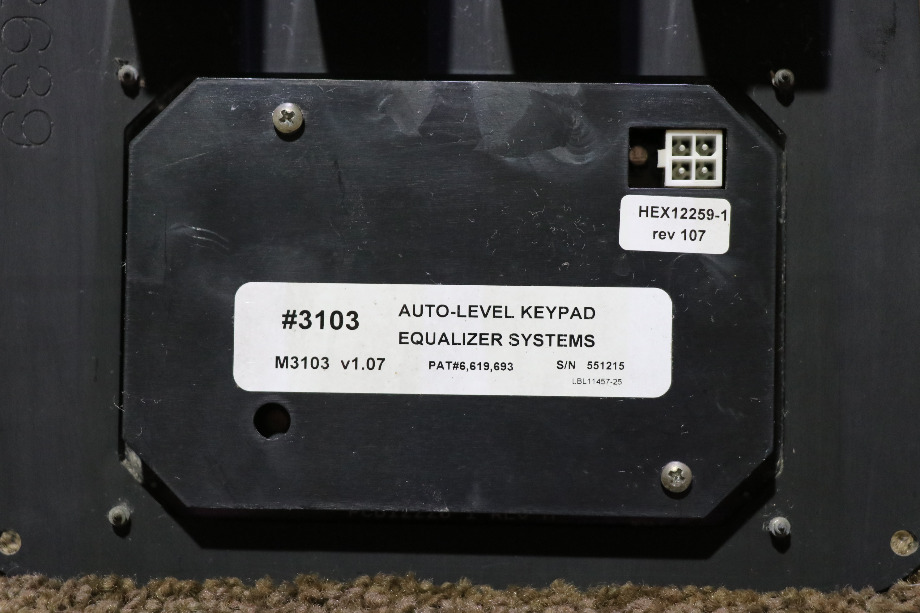 HEX12259-1
rev 107
#3103 AUTO-LEVEL KEYPAD
EQUALIZER SYSTEMS
M3103 v1.07 PAT#6,619,693 S/N 551215
LBL11457-25